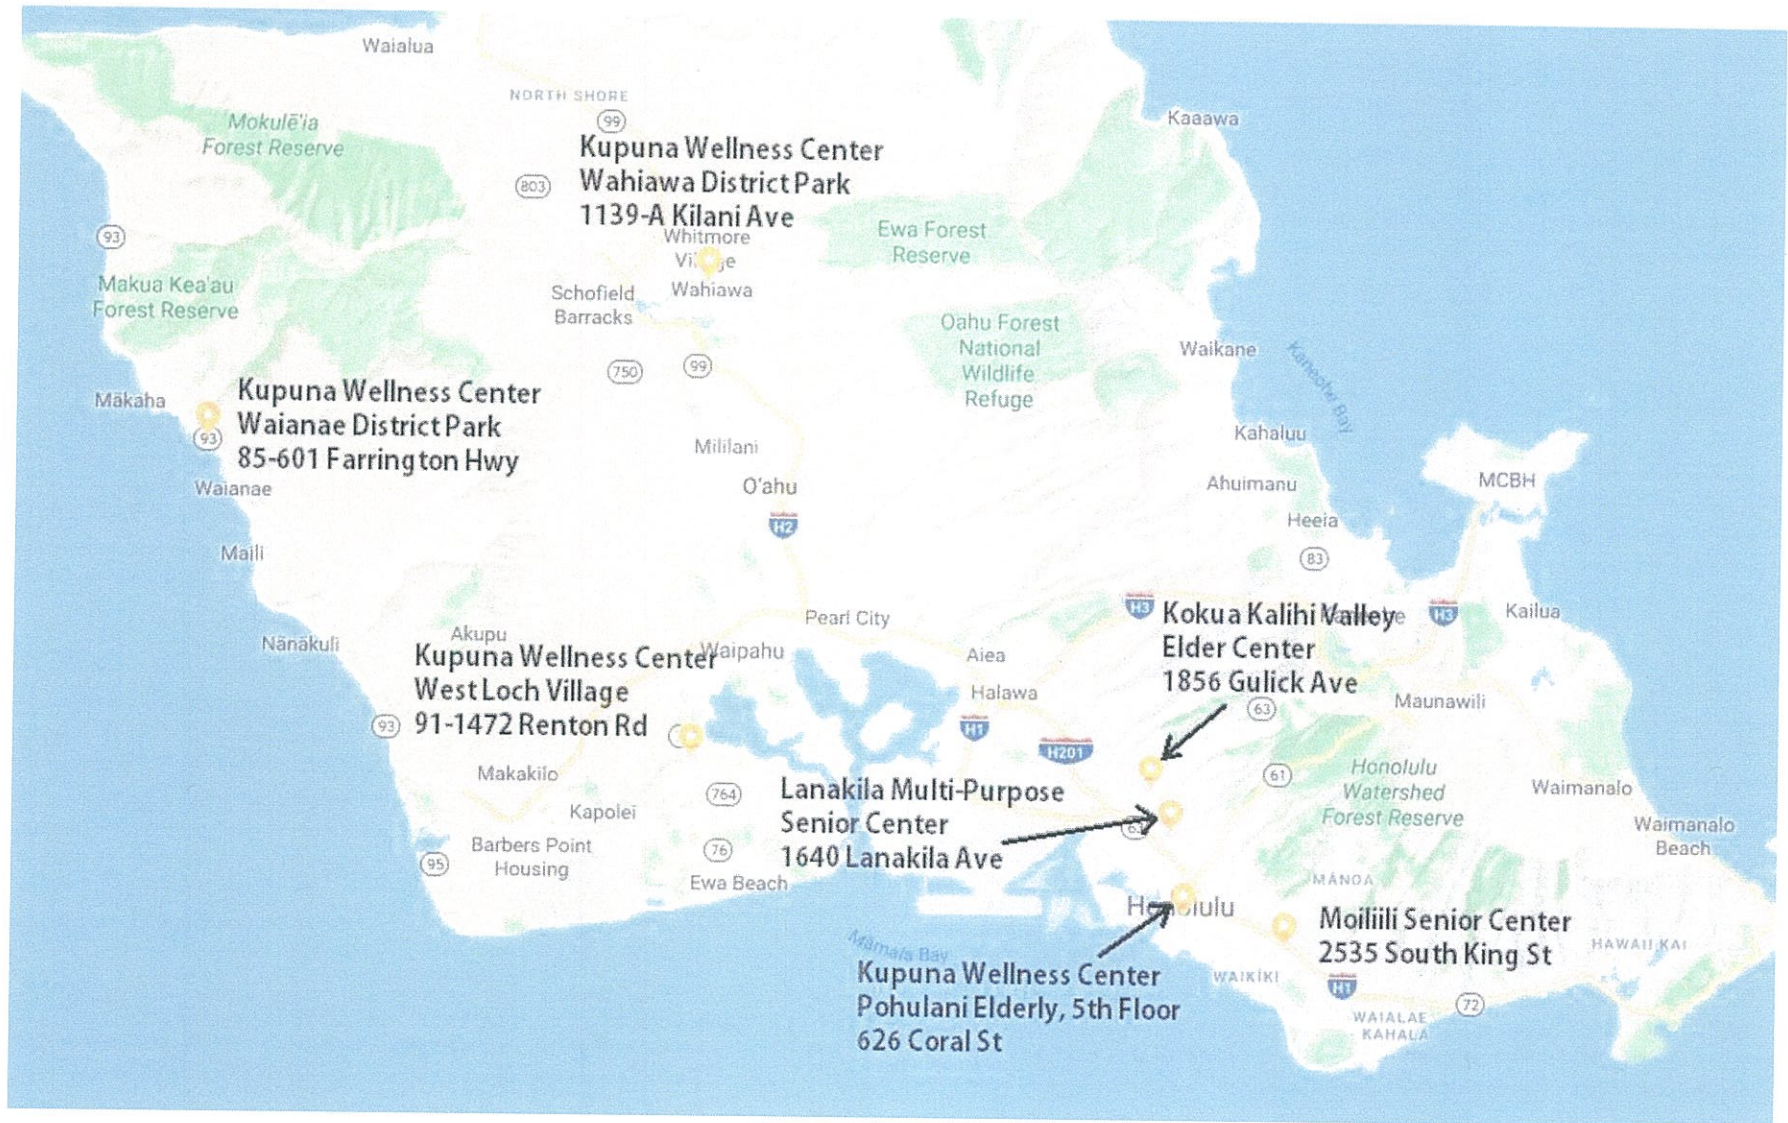 Waialua
NORTH SHORE
99
Mokulē'ia
Forest Reserve
Kaaawa
Kupuna Wellness Center
Wahiawa District Park
1139-A Kilani Ave
803
93
Whitmore
Wahiawa
Ewa Forest
Reserve
Makua Kea'au
Forest Reserve
Schofield
Barracks
Oahu Forest
National
Wildlife
Refuge
Waikane
Kaneohe Bay
750
99
Mākaha
93
Kupuna Wellness Center
Waianae District Park
85-601 Farrington Hwy
Waianae
Mililani
O'ahu
H2
Kahaluu
Ahuimanu
MCBH
Heeia
83
Maili
Nānākuli
Akupu
Pearl City
Waipahu
Aiea
Halawa
H3
Kokua Kalihi Valley
Elder Center
1856 Gulick Ave
H3
Kailua
Kupuna Wellness Center
West Loch Village
91-1472 Renton Rd
93
H1
H201
63
Maunawili
Makakilo
Kapolei
764
Lanakila Multi-Purpose
Senior Center
1640 Lanakila Ave
61
Honolulu
Watershed
Forest Reserve
Waimanalo
Waimanalo
Beach
Barbers Point
Housing
95
76
Ewa Beach
MĀNOA
Honolulu
Moiliili Senior Center
2535 South King St
HAWAII KAI
Māmala Bay
Kupuna Wellness Center
Pohulani Elderly, 5th Floor
626 Coral St
WAIKĪKĪ
H1
72
WAIALAE
- KAHALA